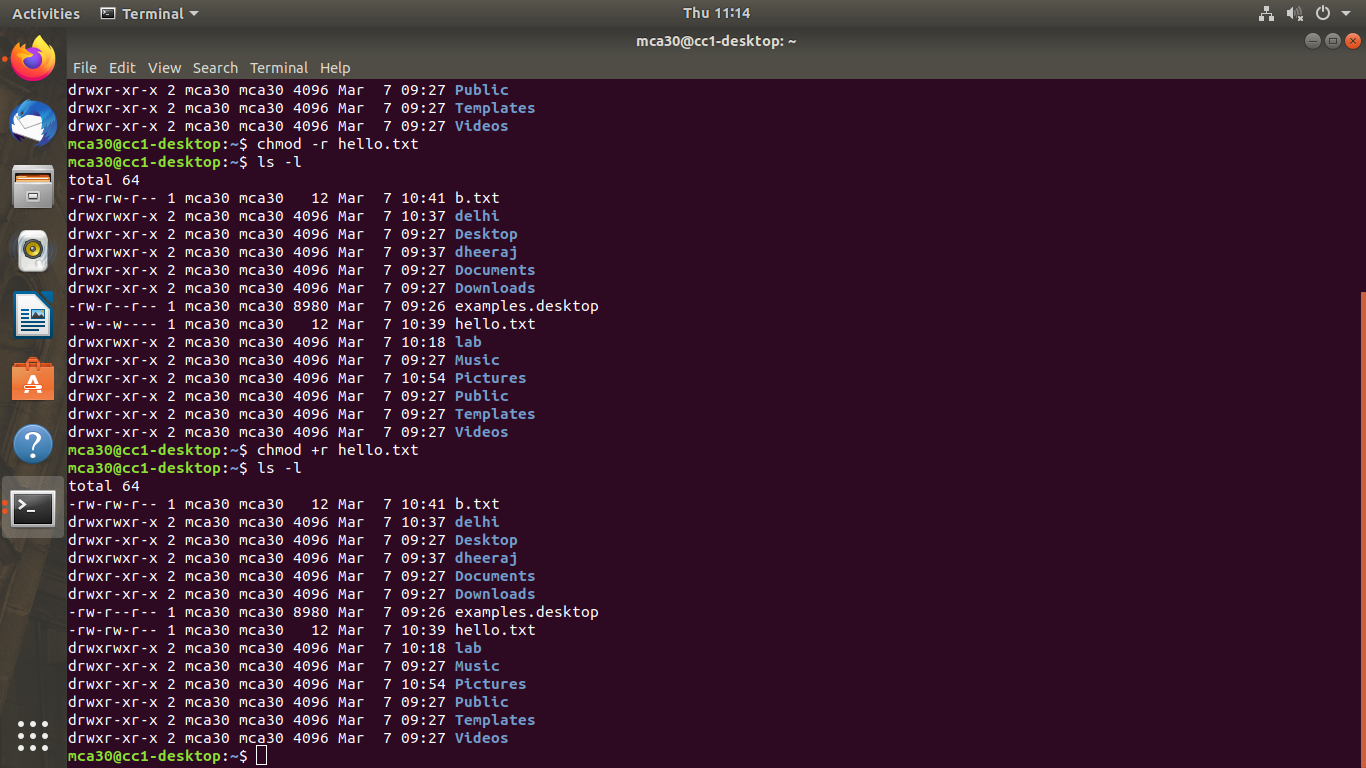 Activities Terminal Thu 11:14
mca30@cc1-desktop: ~
File Edit View Search Terminal Help
drwxr-xr-x 2 mca30 mca30 4096 Mar  7 09:27 Public
drwxr-xr-x 2 mca30 mca30 4096 Mar  7 09:27 Templates
drwxr-xr-x 2 mca30 mca30 4096 Mar  7 09:27 Videos
mca30@cc1-desktop:~$ chmod -r hello.txt
mca30@cc1-desktop:~$ ls -l
total 64
-rw-rw-r-- 1 mca30 mca30   12 Mar  7 10:41 b.txt
drwxrwxr-x 2 mca30 mca30 4096 Mar  7 10:37 delhi
drwxr-xr-x 2 mca30 mca30 4096 Mar  7 09:27 Desktop
drwxrwxr-x 2 mca30 mca30 4096 Mar  7 09:37 dheeraj
drwxr-xr-x 2 mca30 mca30 4096 Mar  7 09:27 Documents
drwxr-xr-x 2 mca30 mca30 4096 Mar  7 09:27 Downloads
-rw-r--r-- 1 mca30 mca30 8980 Mar  7 09:26 examples.desktop
--w--w---- 1 mca30 mca30   12 Mar  7 10:39 hello.txt
drwxrwxr-x 2 mca30 mca30 4096 Mar  7 10:18 lab
drwxr-xr-x 2 mca30 mca30 4096 Mar  7 09:27 Music
drwxr-xr-x 2 mca30 mca30 4096 Mar  7 10:54 Pictures
drwxr-xr-x 2 mca30 mca30 4096 Mar  7 09:27 Public
drwxr-xr-x 2 mca30 mca30 4096 Mar  7 09:27 Templates
drwxr-xr-x 2 mca30 mca30 4096 Mar  7 09:27 Videos
mca30@cc1-desktop:~$ chmod +r hello.txt
mca30@cc1-desktop:~$ ls -l
total 64
-rw-rw-r-- 1 mca30 mca30   12 Mar  7 10:41 b.txt
drwxrwxr-x 2 mca30 mca30 4096 Mar  7 10:37 delhi
drwxr-xr-x 2 mca30 mca30 4096 Mar  7 09:27 Desktop
drwxrwxr-x 2 mca30 mca30 4096 Mar  7 09:37 dheeraj
drwxr-xr-x 2 mca30 mca30 4096 Mar  7 09:27 Documents
drwxr-xr-x 2 mca30 mca30 4096 Mar  7 09:27 Downloads
-rw-r--r-- 1 mca30 mca30 8980 Mar  7 09:26 examples.desktop
-rw-rw-r-- 1 mca30 mca30   12 Mar  7 10:39 hello.txt
drwxrwxr-x 2 mca30 mca30 4096 Mar  7 10:18 lab
drwxr-xr-x 2 mca30 mca30 4096 Mar  7 09:27 Music
drwxr-xr-x 2 mca30 mca30 4096 Mar  7 10:54 Pictures
drwxr-xr-x 2 mca30 mca30 4096 Mar  7 09:27 Public
drwxr-xr-x 2 mca30 mca30 4096 Mar  7 09:27 Templates
drwxr-xr-x 2 mca30 mca30 4096 Mar  7 09:27 Videos
mca30@cc1-desktop:~$